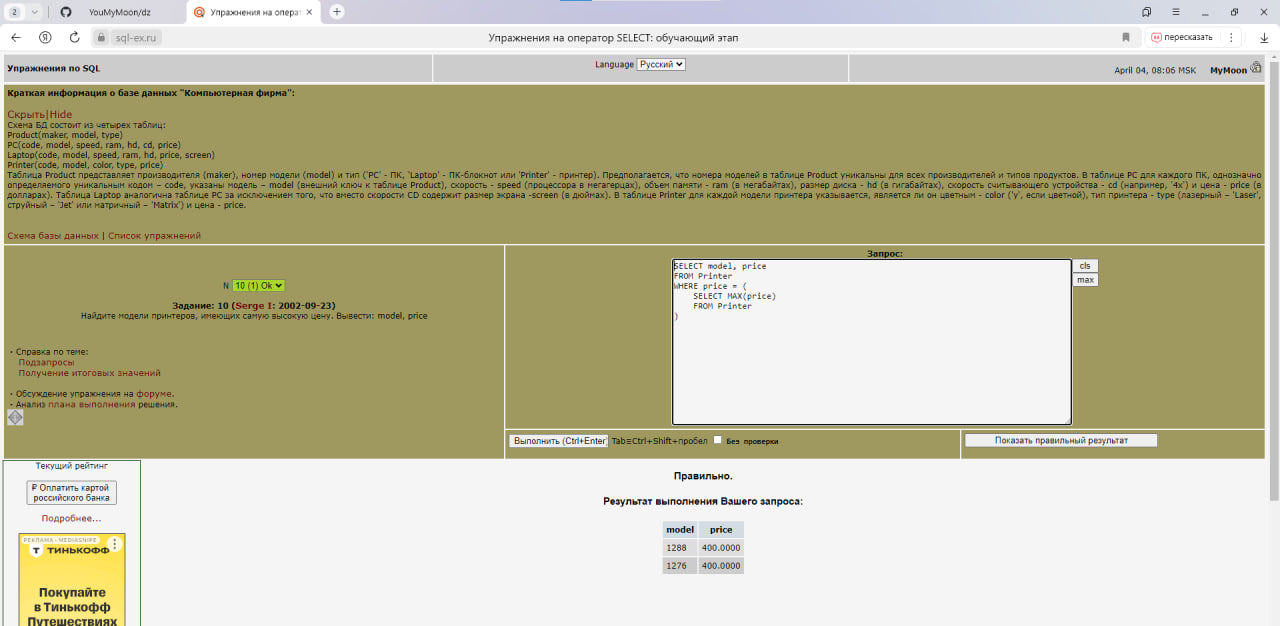 2
YouMyMoon/dz
Упражнения на операт
sql-ex.ru
Упражнения на оператор SELECT: обучающий этап
пересказать
Упражнения по SQL
Language Русский
April 04, 08:06 MSK MyMoon
Краткая информация о базе данных "Компьютерная фирма":
Скрыть|Hide
Схема БД состоит из четырех таблиц:
Product(maker, model, type)
PC(code, model, speed, ram, hd, cd, price)
Laptop(code, model, speed, ram, hd, price, screen)
Printer(code, model, color, type, price)
Таблица Product представляет производителя (maker), номер модели (model) и тип ('PC' - ПК, 'Laptop' - ПК-блокнот или 'Printer' - принтер). Предполагается, что номера моделей в таблице Product уникальны для всех производителей и типов продуктов. В таблице PC для каждого ПК, однозначно
определяемого уникальным кодом – code, указаны модель – model (внешний ключ к таблице Product), скорость - speed (процессора в мегагерцах), объем памяти - ram (в мегабайтах), размер диска - hd (в гигабайтах), скорость считывающего устройства - cd (например, '4x') и цена - price (в
долларах). Таблица Laptop аналогична таблице PC за исключением того, что вместо скорости CD содержит размер экрана -screen (в дюймах). В таблице Printer для каждой модели принтера указывается, является ли он цветным - color ('y', если цветной), тип принтера - type (лазерный – 'Laser',
струйный – 'Jet' или матричный – 'Matrix') и цена - price.
Схема базы данных | Список упражнений
N 10 (1) Ok
Задание: 10 (Serge I: 2002-09-23)
Найдите модели принтеров, имеющих самую высокую цену. Вывести: model, price
· Справка по теме:
Подзапросы
Получение итоговых значений
· Обсуждение упражнения на форуме.
· Анализ плана выполнения решения.
Запрос:
SELECT model, price
FROM Printer
WHERE price = (
SELECT MAX(price)
FROM Printer
)
cls
max
Выполнить (Ctrl+Enter) Tab≡Ctrl+Shift+пробел Без проверки
Показать правильный результат
Текущий рейтинг
₽ Оплатить картой
российского банка
Подробнее...
РЕКЛАМА • MEDIASNIPE
ТИНЬКОФФ
Покупайте
в Тинькофф
Путешествиях
Правильно.
Результат выполнения Вашего запроса:
model price
1288 400.0000
1276 400.0000